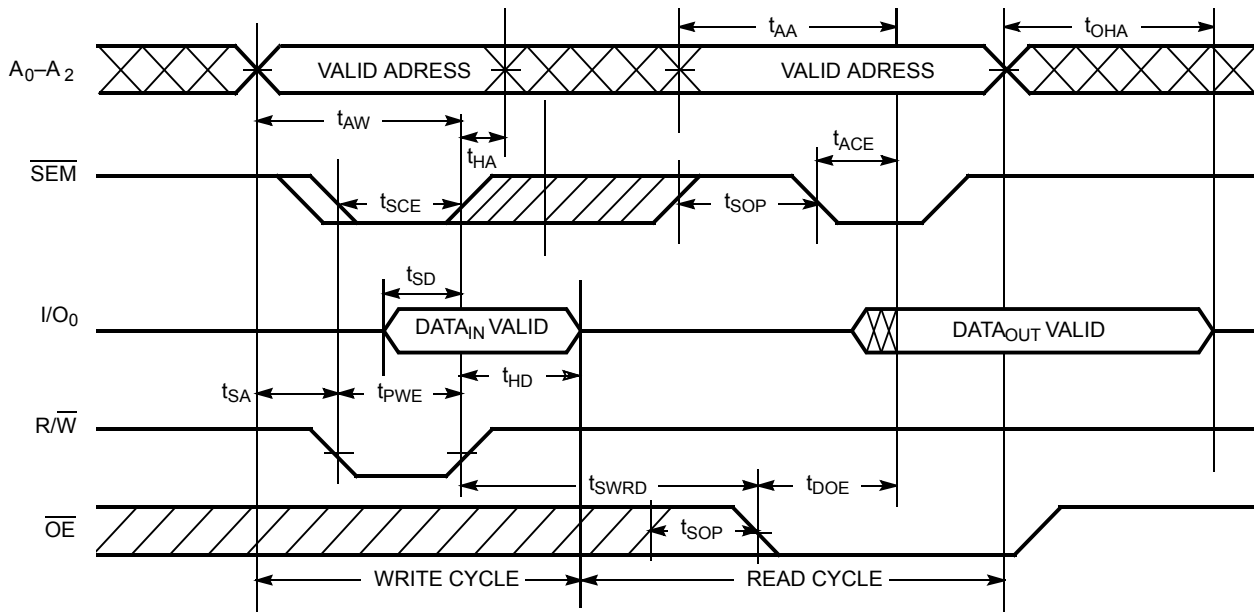 tAA
tOHA
A0–A2
VALID ADRESS
VALID ADRESS
tAW
tHA
tACE
SEM
tSCE
tSOP
tSD
I/O0
DATAIN VALID
DATAOUT VALID
tSA
tPWE
tHD
R/W
tSWRD
tDOE
OE
tSOP
WRITE CYCLE
READ CYCLE